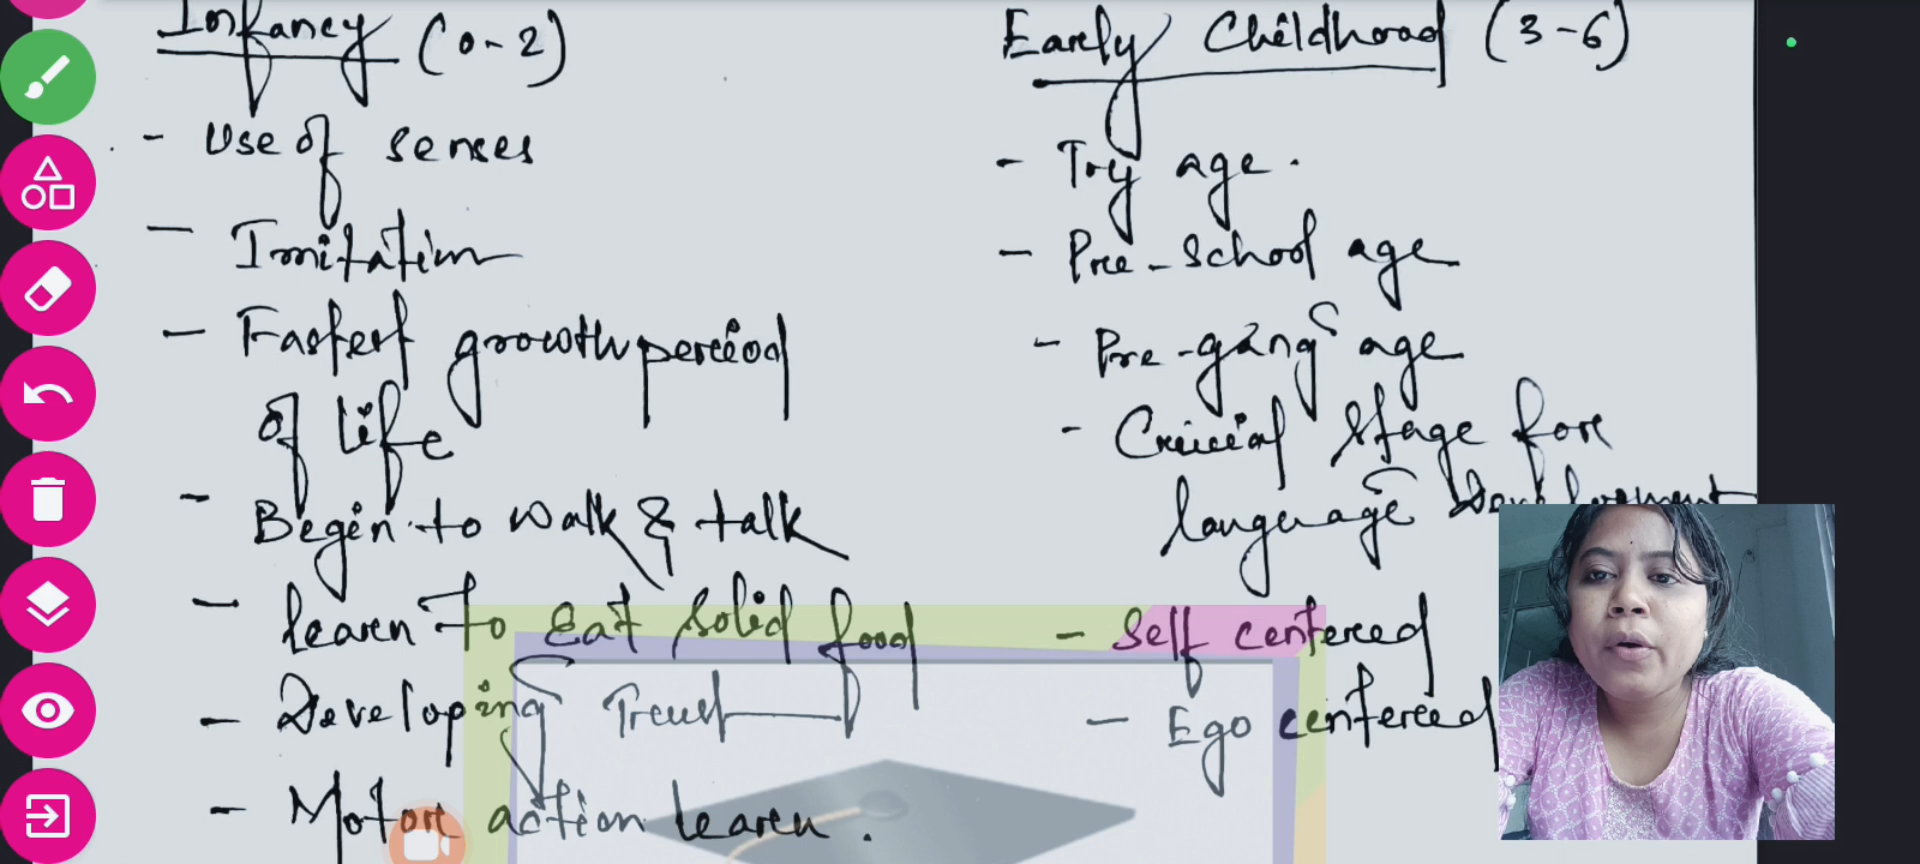 Infancy (0-2)
- Use of senses
- Imitation
- Fastest growth period
of life
- Begin to walk & talk
- learn to Eat solid food
- Developing Trust
- Motor action learn.
Early Childhood (3-6)
- Toy age.
- Pre-School age
- Pre-gang age
- Crucial stage for
language Development
- Self centered
- Ego centered